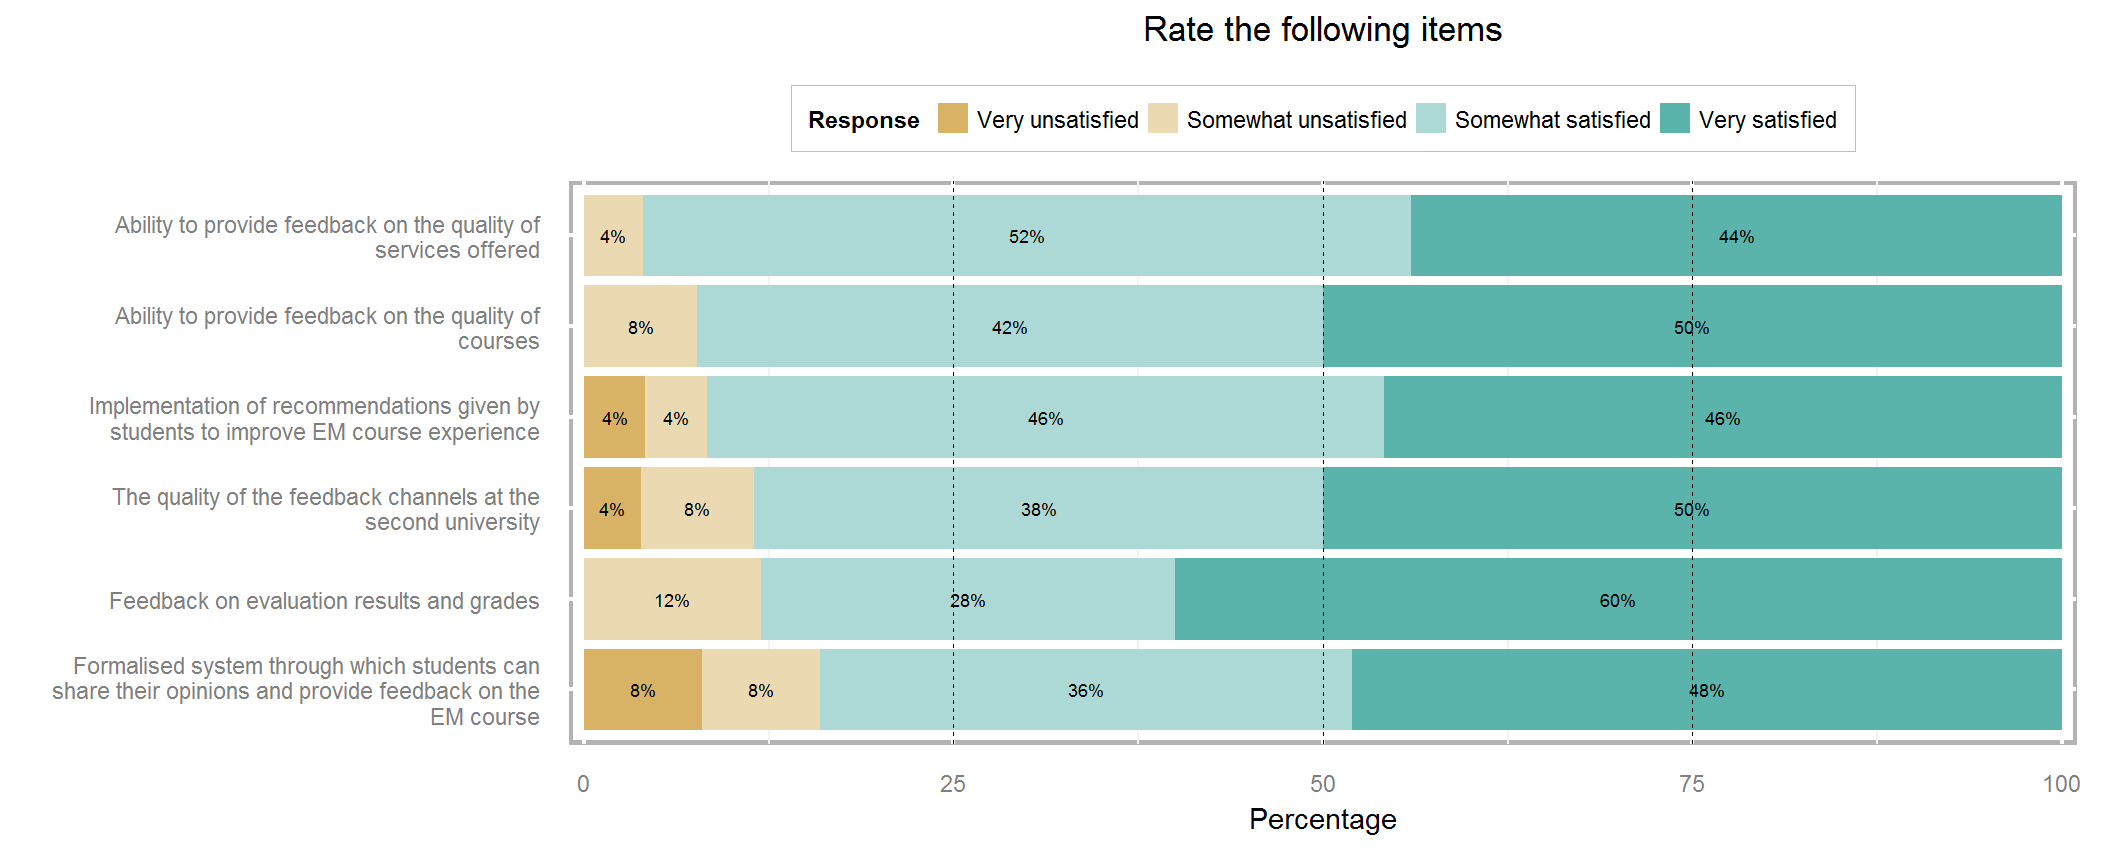 Rate the following items
Response Very unsatisfied Somewhat unsatisfied Somewhat satisfied Very satisfied
Ability to provide feedback on the quality of
services offered
4% 52% 44%
Ability to provide feedback on the quality of
courses
8% 42% 50%
Implementation of recommendations given by
students to improve EM course experience
4% 4% 46% 46%
The quality of the feedback channels at the
second university
4% 8% 38% 50%
Feedback on evaluation results and grades
12% 28% 60%
Formalised system through which students can
share their opinions and provide feedback on the
EM course
8% 8% 36% 48%
0 25 50 75 100
Percentage